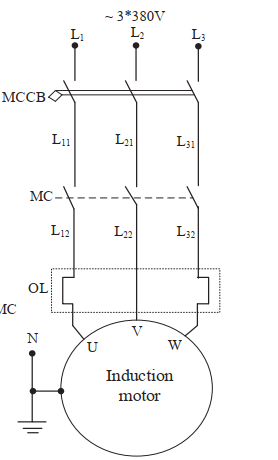 ~ 3*380V
L1 L2 L3
MCCB
L11 L21 L31
MC
L12 L22 L32
OL
MC
N
U V W
Induction
motor